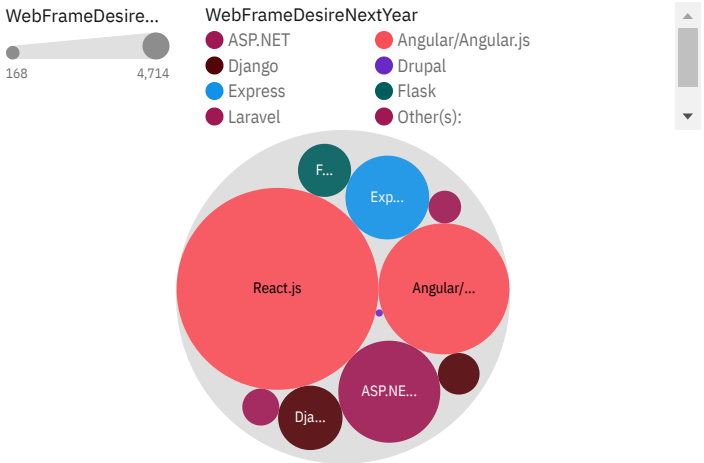 WebFrameDesire...
168 4,714
WebFrameDesireNextYear
ASP.NET Angular/Angular.js
Django Drupal
Express Flask
Laravel Other(s):
F...
Exp...
React.js Angular/...
ASP.NE...
Dja...